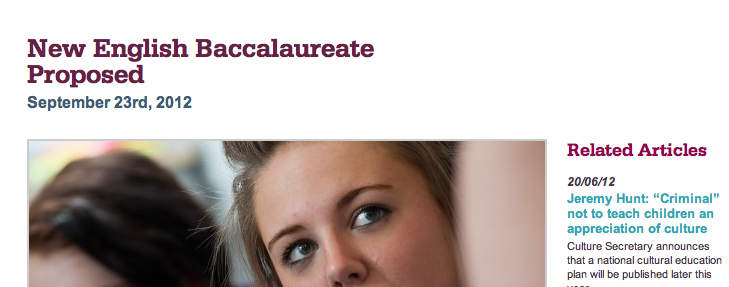 New English Baccalaureate
Proposed
September 23rd, 2012
Related Articles
20/06/12
Jeremy Hunt: “Criminal”
not to teach children an
appreciation of culture
Culture Secretary announces
that a national cultural education
plan will be published later this